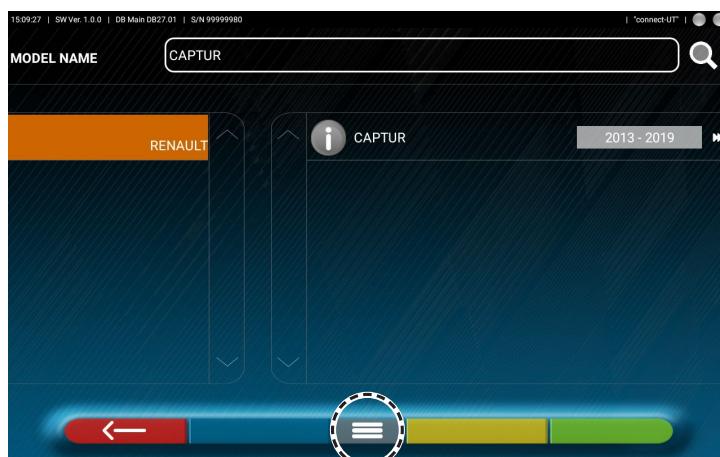 15:09:27 | SW Ver. 1.0.0 | DB Main DB27.01 | S/N 99999980 | "connect-UT" |
MODEL NAME CAPTUR
RENAULT i CAPTUR 2013 - 2019